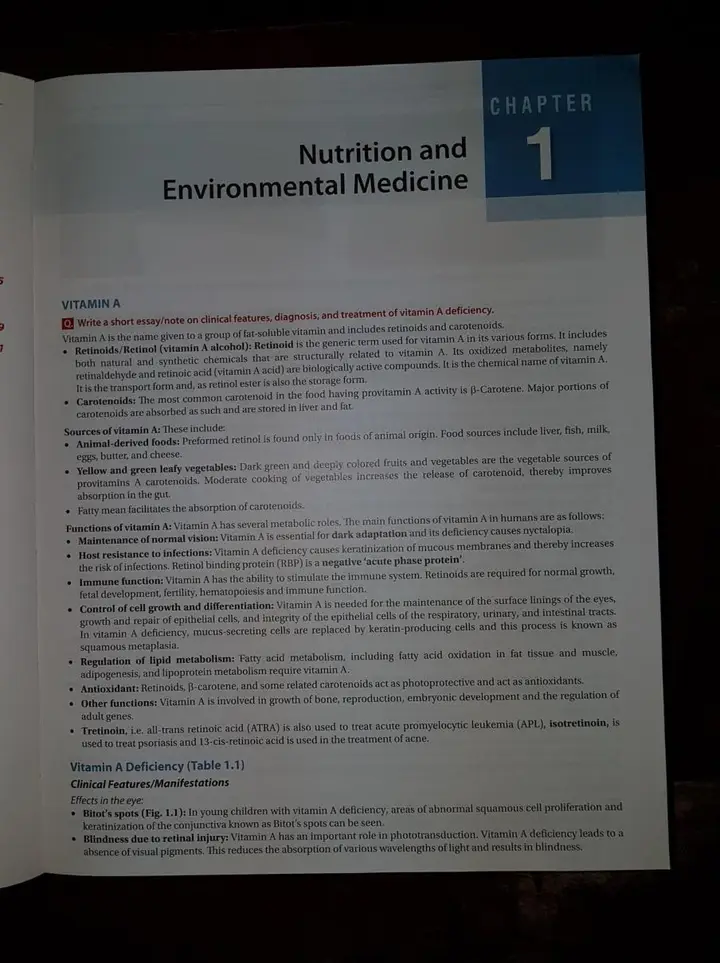 CHAPTER
1
Nutrition and
Environmental Medicine
VITAMIN A
Q. Write a short essay/note on clinical features, diagnosis, and treatment of vitamin A deficiency.
Vitamin A is the name given to a group of fat-soluble vitamin and includes retinoids and carotenoids.
• Retinoids/Retinol (vitamin A alcohol): Retinoid is the generic term used for vitamin A in its various forms. It includes
both natural and synthetic chemicals that are structurally related to vitamin A. Its oxidized metabolites, namely
retinaldehyde and retinoic acid (vitamin A acid) are biologically active compounds. It is the chemical name of vitamin A.
It is the transport form and, as retinol ester is also the storage form.
• Carotenoids: The most common carotenoid in the food having provitamin A activity is β-Carotene. Major portions of
carotenoids are absorbed as such and are stored in liver and fat.
Sources of vitamin A: These include:
• Animal-derived foods: Preformed retinol is found only in foods of animal origin. Food sources include liver, fish, milk,
eggs, butter, and cheese.
• Yellow and green leafy vegetables: Dark green and deeply colored fruits and vegetables are the vegetable sources of
provitamins A carotenoids. Moderate cooking of vegetables increases the release of carotenoid, thereby improves
absorption in the gut.
• Fatty mean facilitates the absorption of carotenoids.
Functions of vitamin A: Vitamin A has several metabolic roles. The main functions of vitamin A in humans are as follows:
• Maintenance of normal vision: Vitamin A is essential for dark adaptation and its deficiency causes nyctalopia.
• Host resistance to infections: Vitamin A deficiency causes keratinization of mucous membranes and thereby increases
the risk of infections. Retinol binding protein (RBP) is a negative 'acute phase protein'.
• Immune function: Vitamin A has the ability to stimulate the immune system. Retinoids are required for normal growth,
fetal development, fertility, hematopoiesis and immune function.
• Control of cell growth and differentiation: Vitamin A is needed for the maintenance of the surface linings of the eyes,
growth and repair of epithelial cells, and integrity of the epithelial cells of the respiratory, urinary, and intestinal tracts.
In vitamin A deficiency, mucus-secreting cells are replaced by keratin-producing cells and this process is known as
squamous metaplasia.
• Regulation of lipid metabolism: Fatty acid metabolism, including fatty acid oxidation in fat tissue and muscle,
adipogenesis, and lipoprotein metabolism require vitamin A.
• Antioxidant: Retinoids, β-carotene, and some related carotenoids act as photoprotective and act as antioxidants.
• Other functions: Vitamin A is involved in growth of bone, reproduction, embryonic development and the regulation of
adult genes.
• Tretinoin, i.e. all-trans retinoic acid (ATRA) is also used to treat acute promyelocytic leukemia (APL), isotretinoin, is
used to treat psoriasis and 13-cis-retinoic acid is used in the treatment of acne.
Vitamin A Deficiency (Table 1.1)
Clinical Features/Manifestations
Effects in the eye:
• Bitot's spots (Fig. 1.1): In young children with vitamin A deficiency, areas of abnormal squamous cell proliferation and
keratinization of the conjunctiva known as Bitot's spots can be seen.
• Blindness due to retinal injury: Vitamin A has an important role in phototransduction. Vitamin A deficiency leads to a
absence of visual pigments. This reduces the absorption of various wavelengths of light and results in blindness.